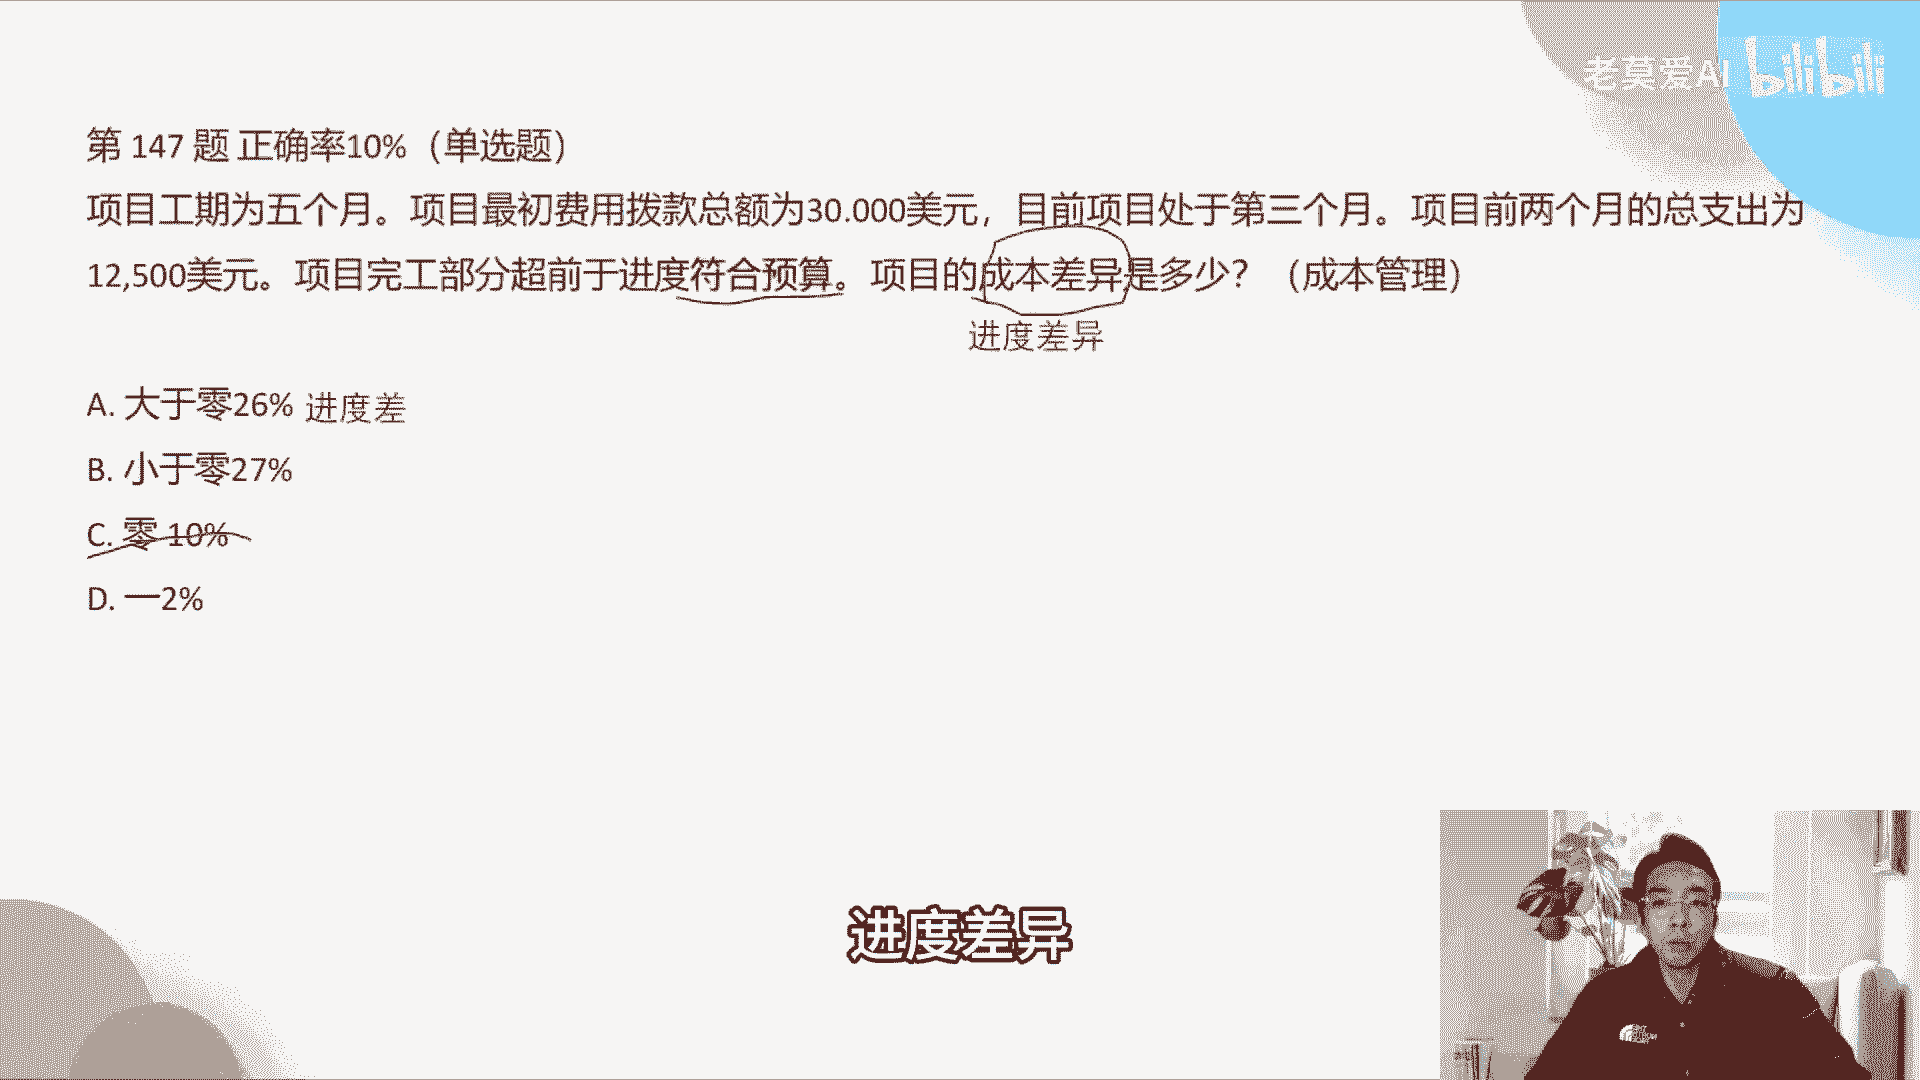 老莫爱AI bilibili
第 147 题 正确率10%（单选题）
项目工期为五个月。项目最初费用拨款总额为30.000美元，目前项目处于第三个月。项目前两个月的总支出为
12,500美元。项目完工部分超前于进度符合预算。项目的成本差异是多少？（成本管理）
进度差异
A. 大于零26% 进度差
B. 小于零27%
C. 零 10%
D. 一2%
进度差异